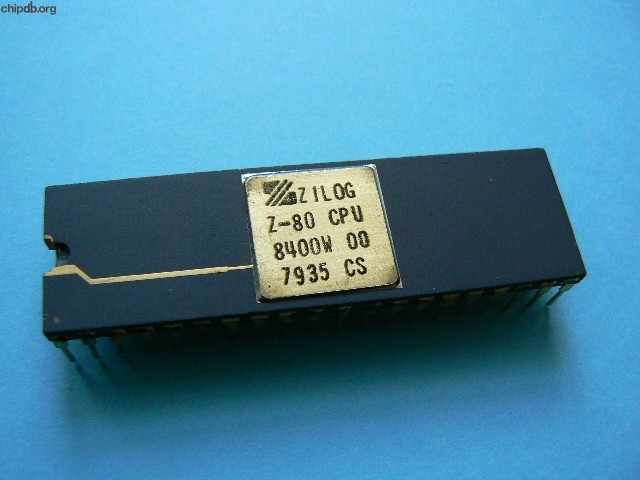 chipdb.org
ZILOG
Z-80 CPU
8400W 00
7935 CS